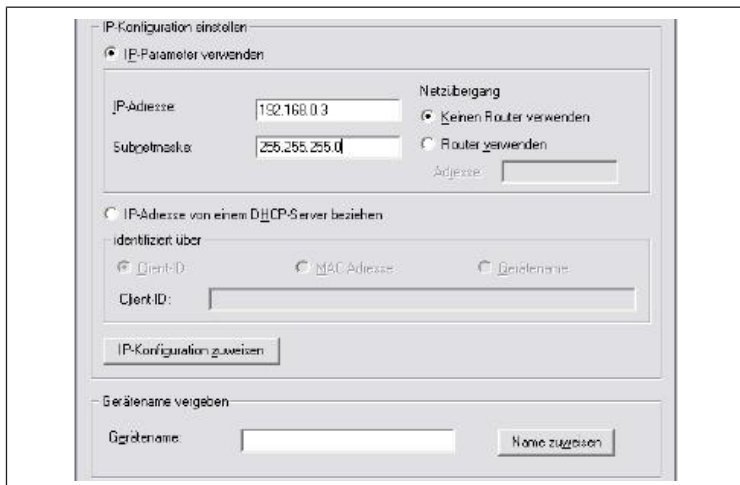 IP-Konfiguration einstellen
IP-Parameter verwenden
IP-Adresse:
192.168.0.3
Subnetmaske:
255.255.255.0
Netzübergang
Keinen Router verwenden
Router verwenden
Adresse:
IP-Adresse von einem DHCP-Server beziehen
identifiziert über
Client-ID
MAC-Adresse
Gerätename
Client-ID:
IP-Konfiguration zuweisen
Gerätename vergeben
Gerätename:
Name zuweisen